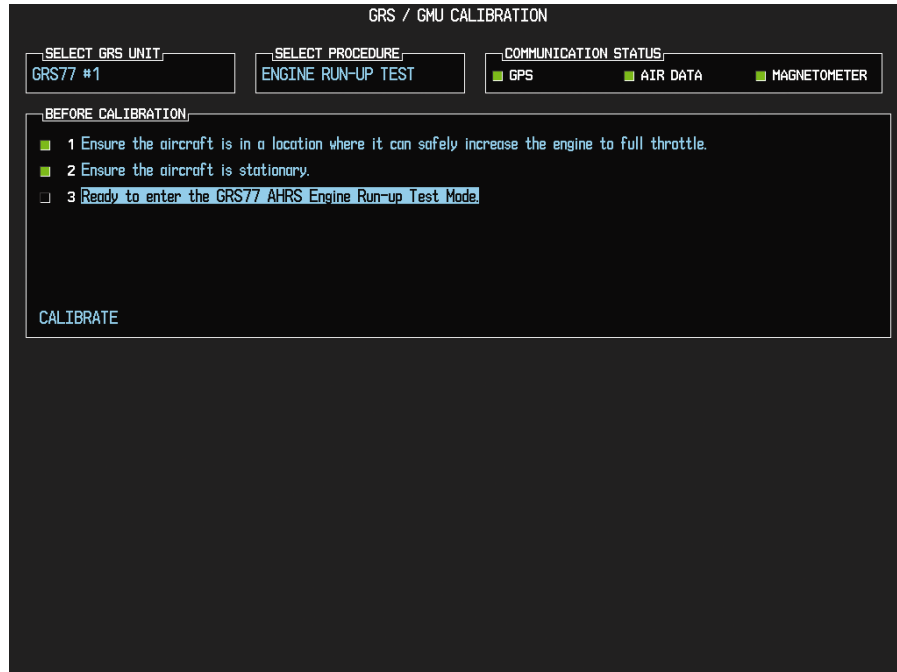 GRS / GMU CALIBRATION
SELECT GRS UNIT
GRS77 #1
SELECT PROCEDURE
ENGINE RUN-UP TEST
COMMUNICATION STATUS
GPS AIR DATA MAGNETOMETER
BEFORE CALIBRATION
1 Ensure the aircraft is in a location where it can safely increase the engine to full throttle.
2 Ensure the aircraft is stationary.
3 Ready to enter the GRS77 AHRS Engine Run-up Test Mode.
CALIBRATE